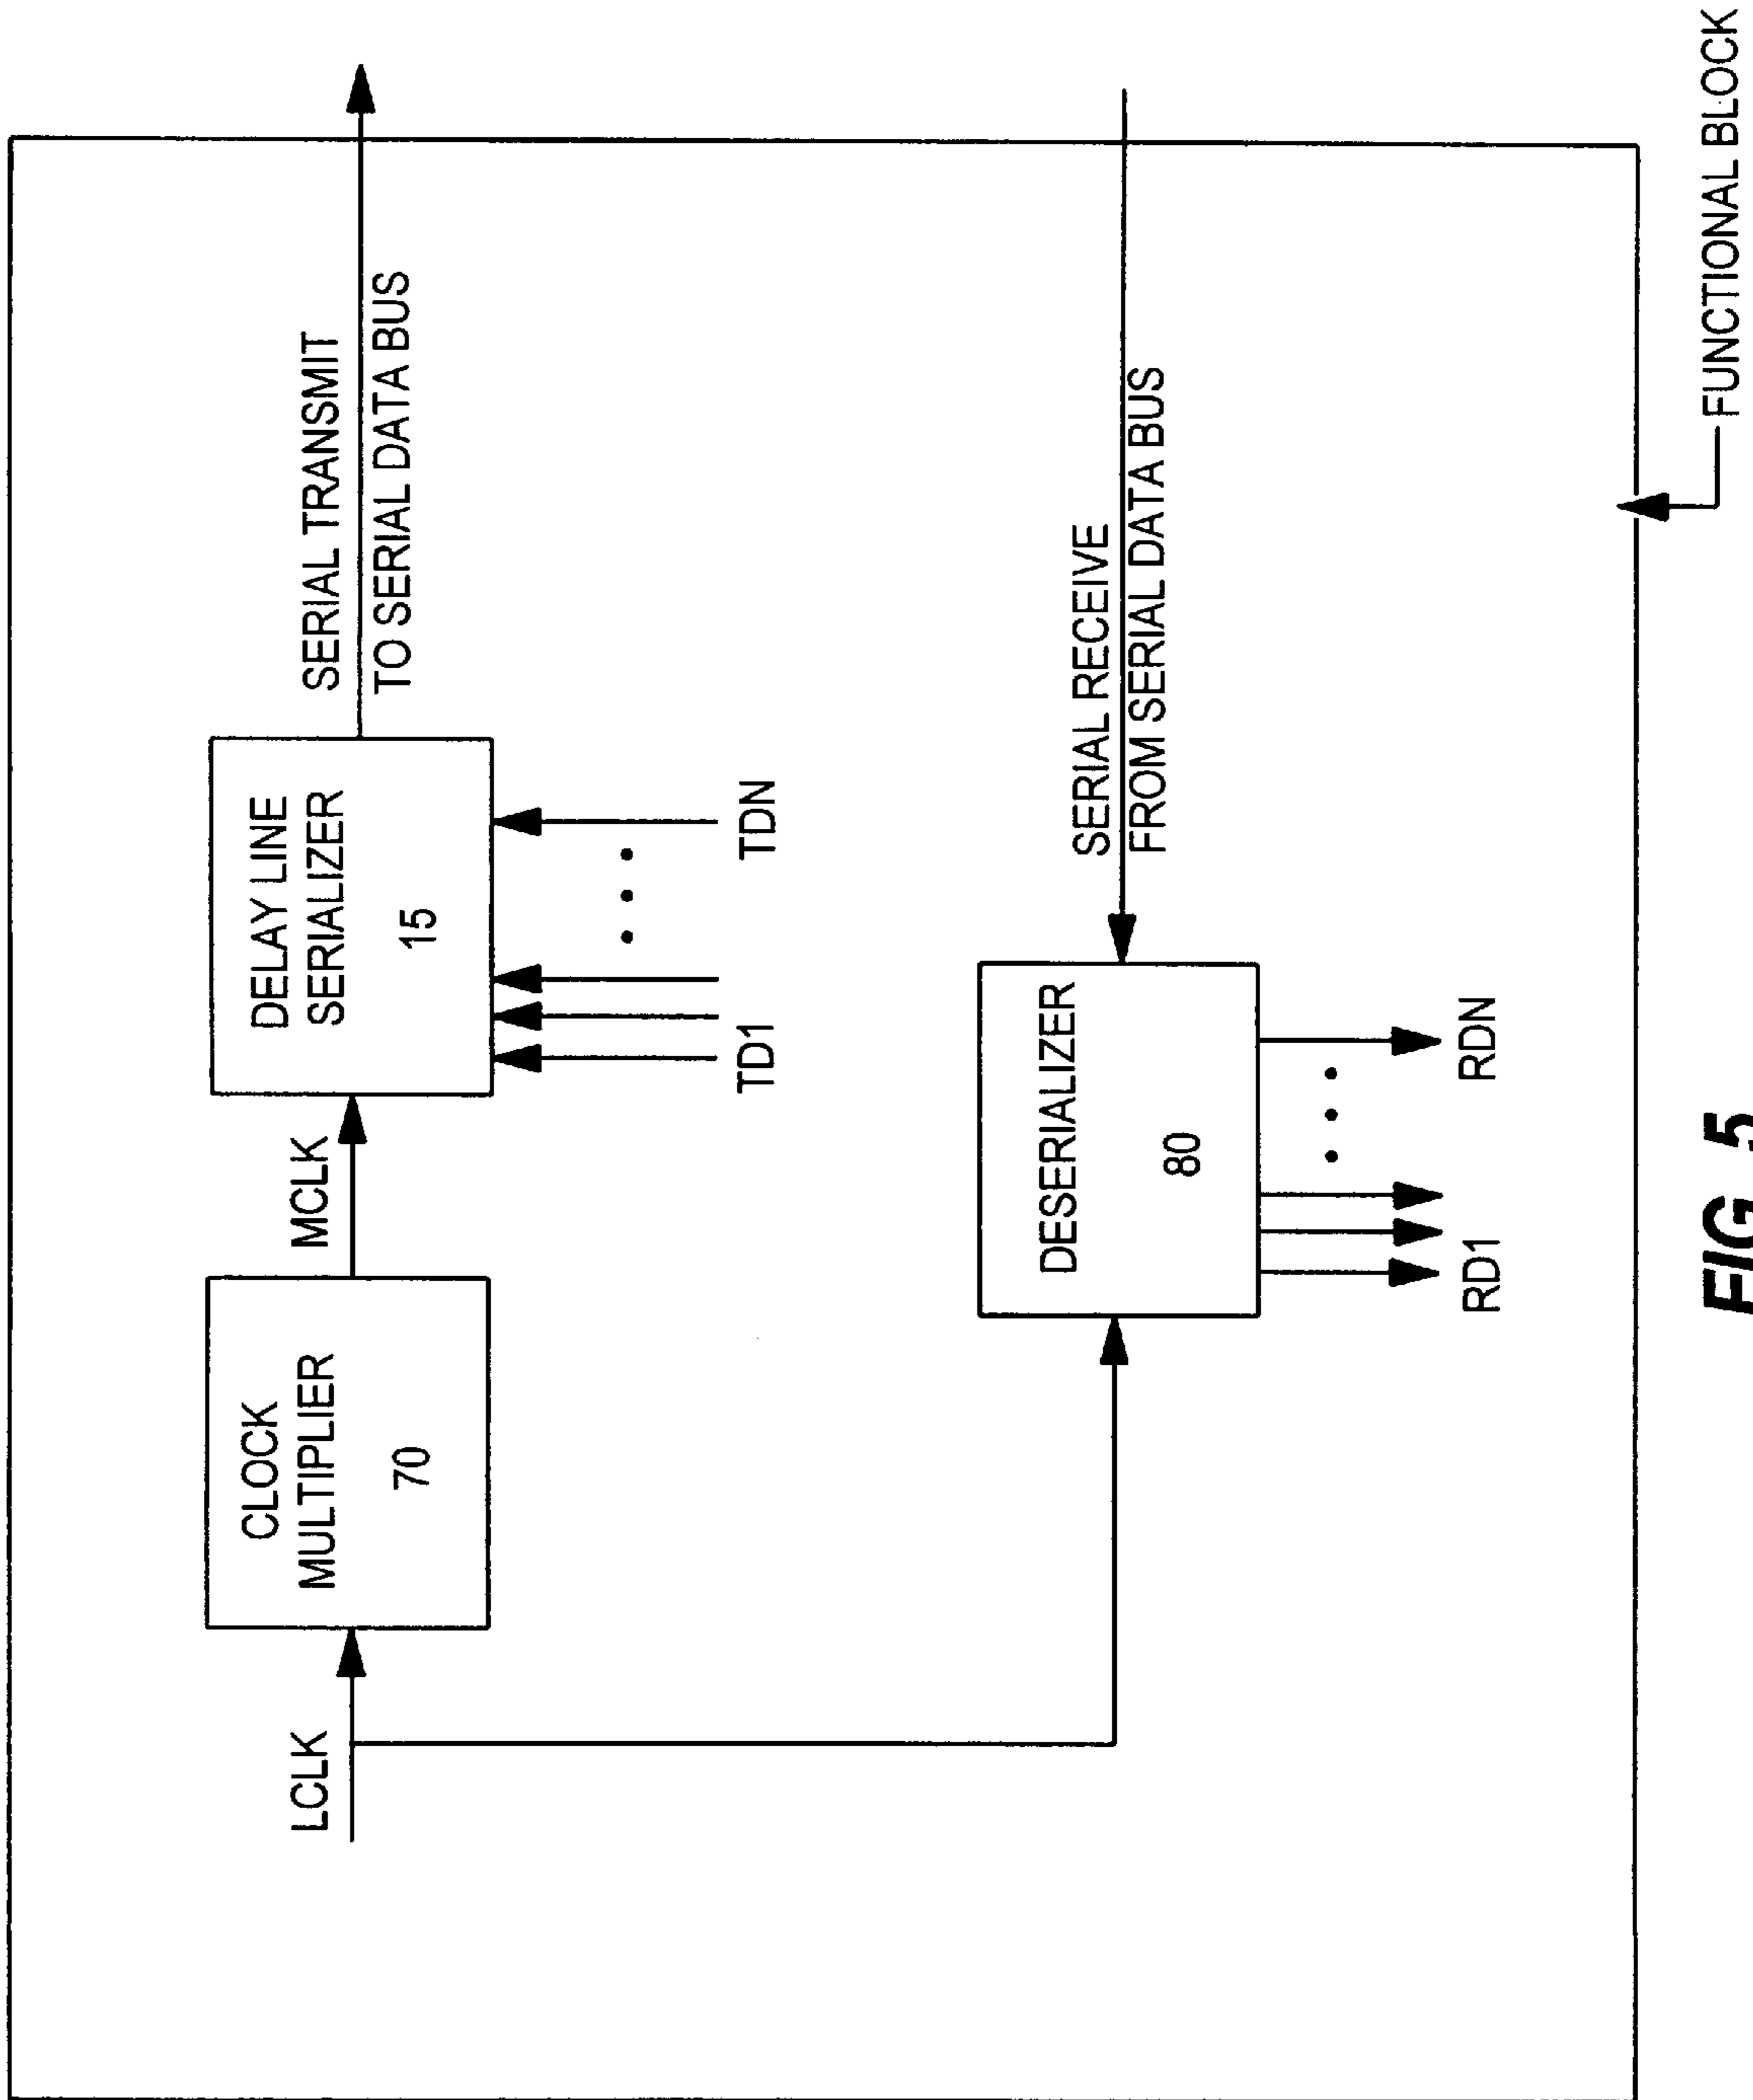 LCLK
CLOCK
MULTIPLIER
70
MCLK
DELAY LINE
SERIALIZER
15
TD1
TDN
SERIAL TRANSMIT
TO SERIAL DATA BUS
DESERIALIZER
80
RD1
RDN
SERIAL RECEIVE
FROM SERIAL DATA BUS
FUNCTIONAL BLOCK
FIG. 5